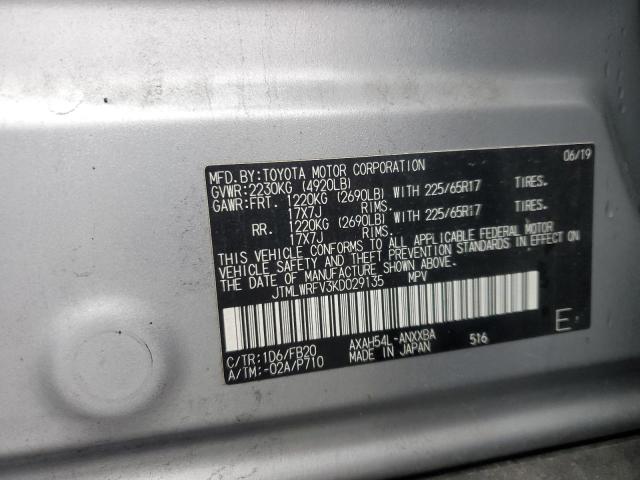 MFD.BY:TOYOTA MOTOR CORPORATION 06/19
GVWR:2230KG (4920LB)
GAWR:FRT. 1220KG (2690LB) WITH 225/65R17 TIRES.
17X7J RIMS.
RR. 1220KG (2690LB) WITH 225/65R17 TIRES.
17X7J RIMS.
THIS VEHICLE CONFORMS TO ALL APPLICABLE FEDERAL MOTOR
VEHICLE SAFETY AND THEFT PREVENTION STANDARDS IN EFFECT ON
THE DATE OF MANUFACTURE SHOWN ABOVE.
JTMLWRFV3KD029135 MPV
C/TR:1D6/FB20 AXAH54L-ANXXBA 516 E
A/TM:-02A/P710 MADE IN JAPAN